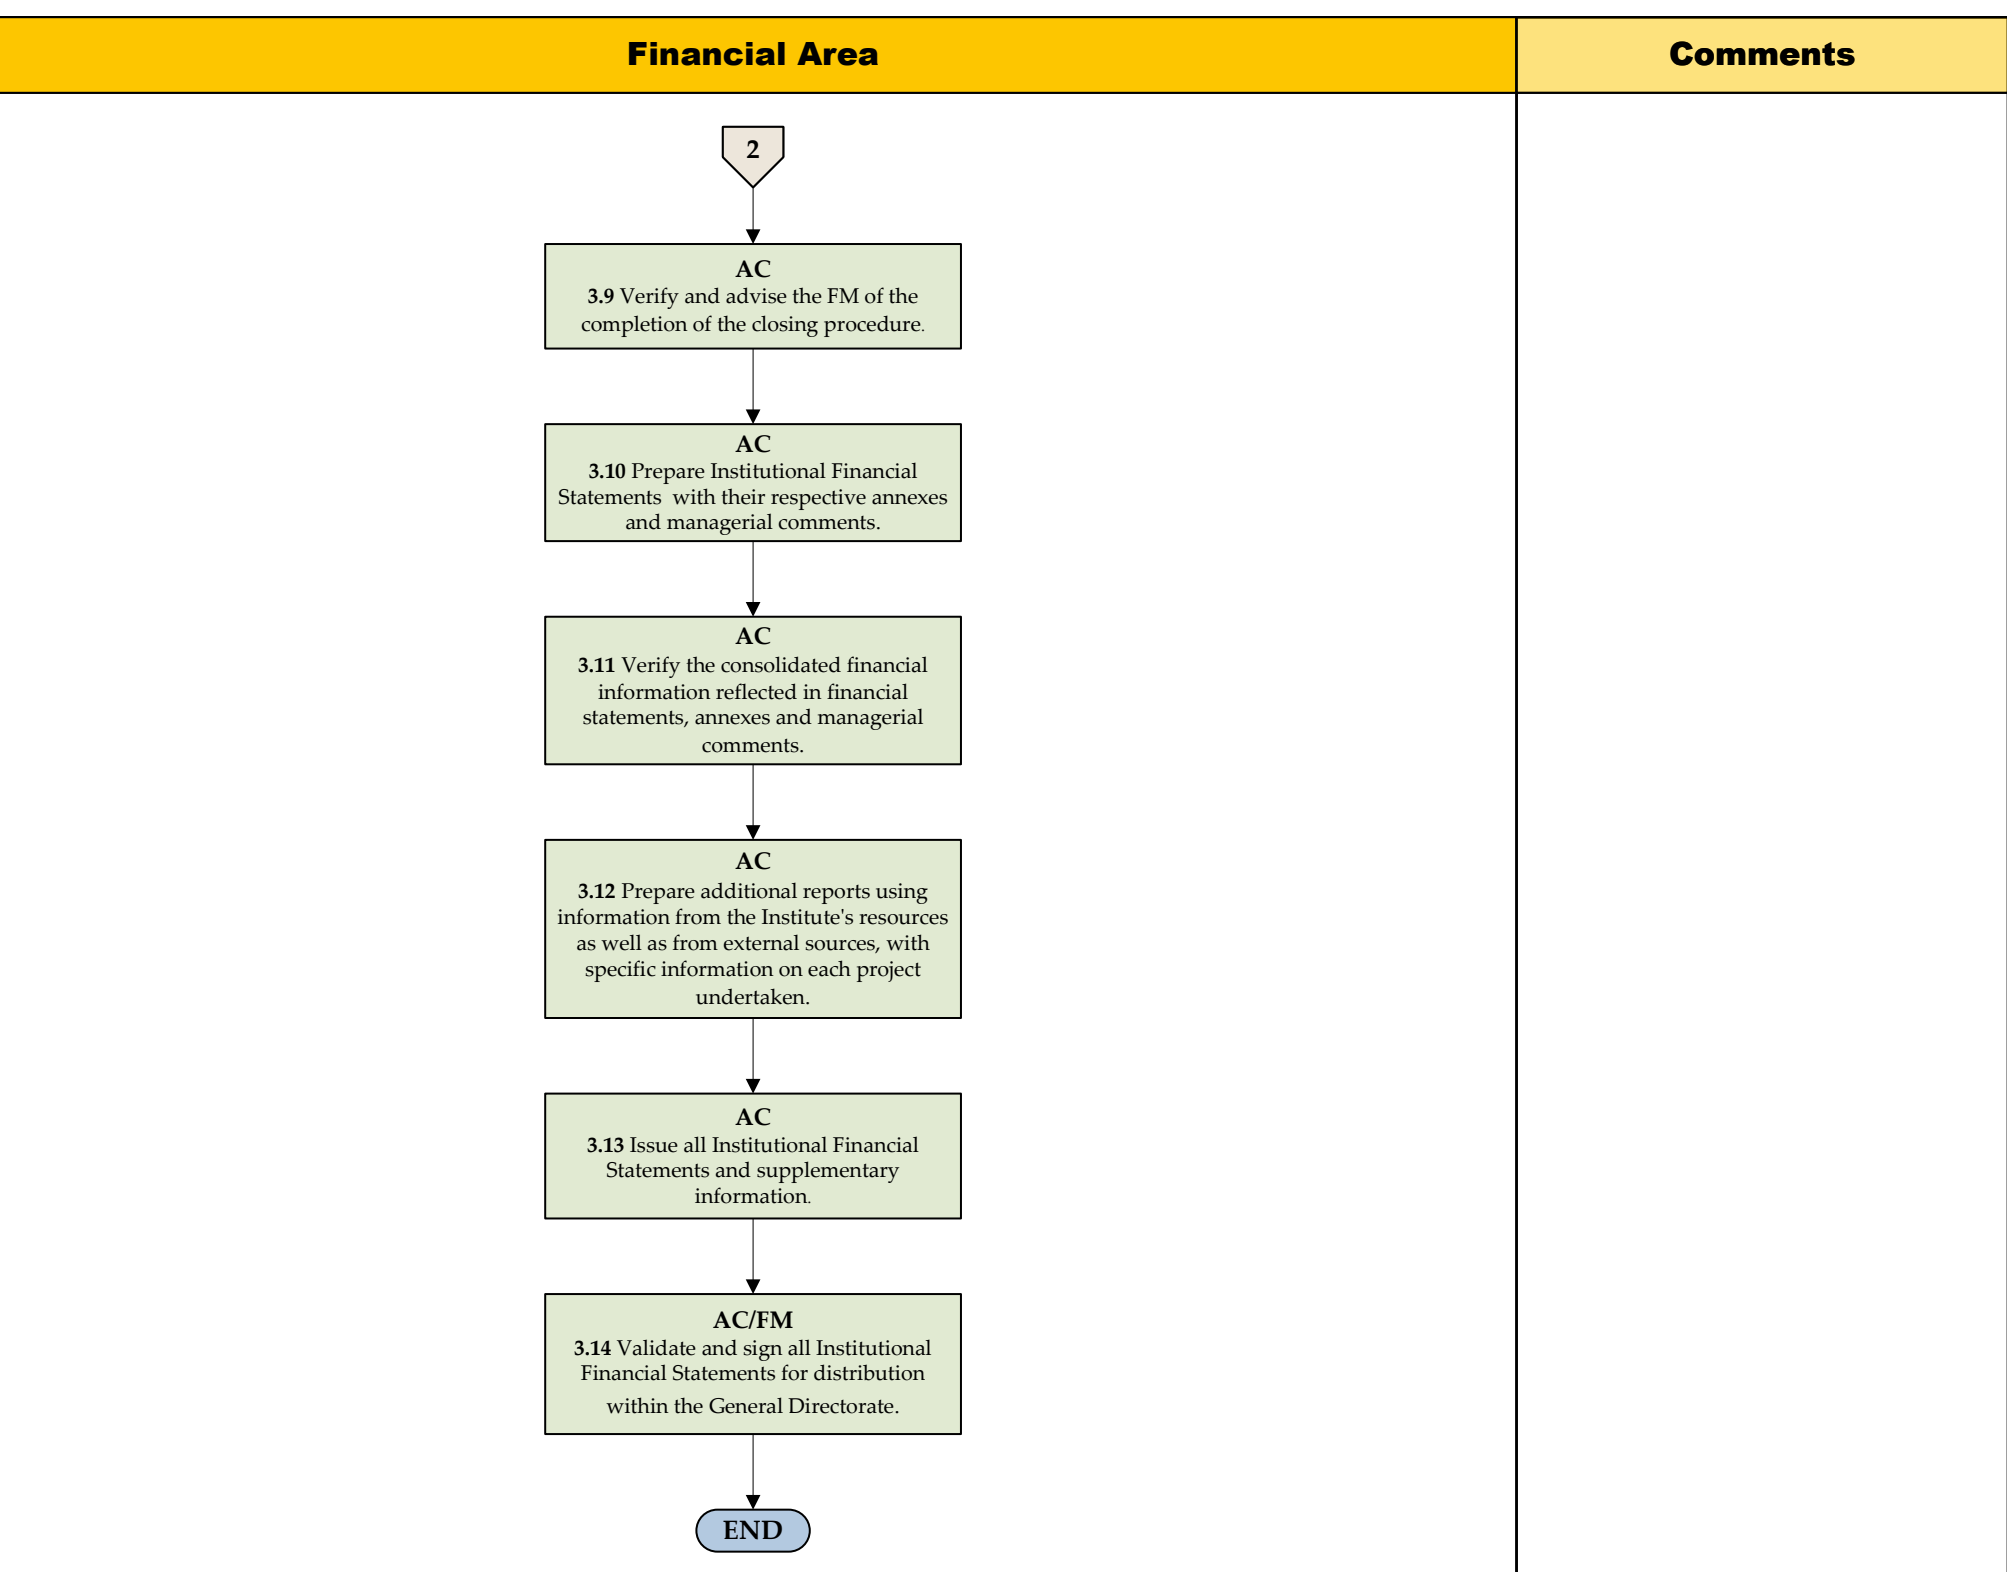 Financial Area
Comments
2
AC
3.9 Verify and advise the FM of the
completion of the closing procedure.
AC
3.10 Prepare Institutional Financial
Statements with their respective annexes
and managerial comments.
AC
3.11 Verify the consolidated financial
information reflected in financial
statements, annexes and managerial
comments.
AC
3.12 Prepare additional reports using
information from the Institute's resources
as well as from external sources, with
specific information on each project
undertaken.
AC
3.13 Issue all Institutional Financial
Statements and supplementary
information.
AC/FM
3.14 Validate and sign all Institutional
Financial Statements for distribution
within the General Directorate.
END